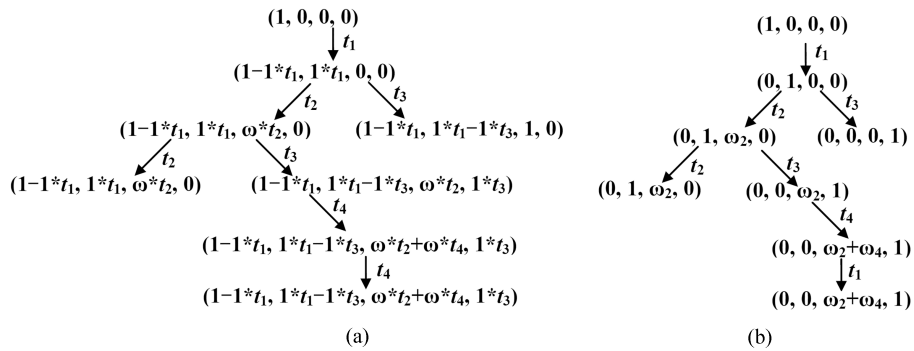 (1, 0, 0, 0)
t₁
(1−1*t₁, 1*t₁, 0, 0)
t₂
t₃
(1−1*t₁, 1*t₁, ω*t₂, 0)
(1−1*t₁, 1*t₁−1*t₃, 1, 0)
t₂
t₃
(1−1*t₁, 1*t₁, ω*t₂, 0)
(1−1*t₁, 1*t₁−1*t₃, ω*t₂, 1*t₃)
t₄
(1−1*t₁, 1*t₁−1*t₃, ω*t₂+ω*t₄, 1*t₃)
t₄
(1−1*t₁, 1*t₁−1*t₃, ω*t₂+ω*t₄, 1*t₃)
(a)
(1, 0, 0, 0)
t₁
(0, 1, 0, 0)
t₂
t₃
(0, 1, ω₂, 0)
(0, 0, 0, 1)
t₂
t₃
(0, 1, ω₂, 0)
(0, 0, ω₂, 1)
t₄
(0, 0, ω₂+ω₄, 1)
t₁
(0, 0, ω₂+ω₄, 1)
(b)